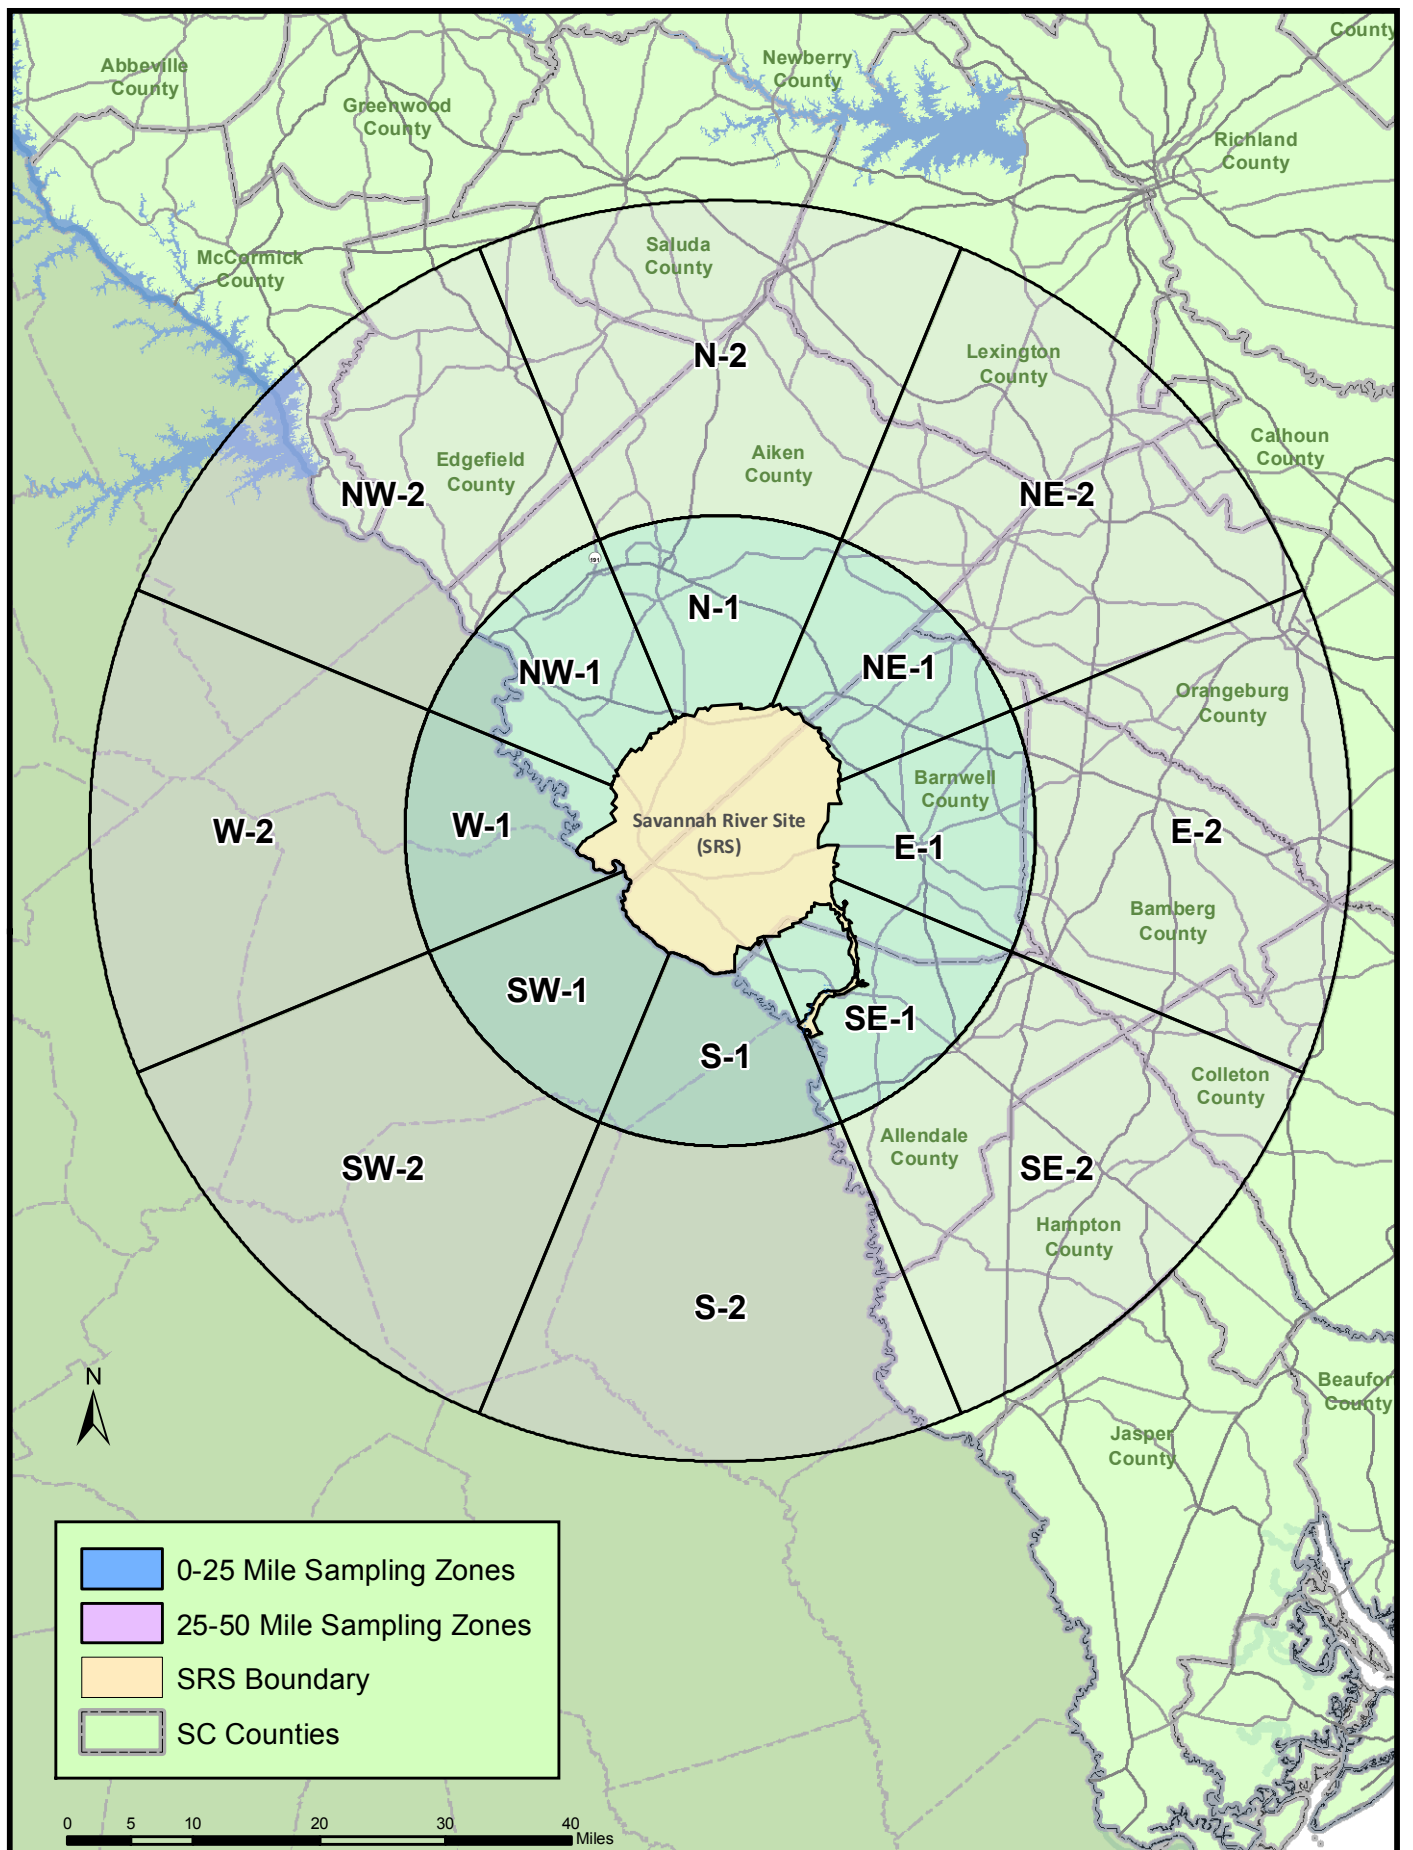 County
Abbeville
County
Newberry
County
Greenwood
County
Richland
County
Saluda
County
McCormick
County
N-2
Lexington
County
Calhoun
County
Aiken
County
Edgefield
County
NW-2
NE-2
191
N-1
NW-1
NE-1
Orangeburg
County
Barnwell
County
W-2
W-1
Savannah River Site
(SRS)
E-1
E-2
Bamberg
County
SW-1
SE-1
S-1
Colleton
County
Allendale
County
SW-2
SE-2
Hampton
County
S-2
N
Beaufor
County
Jasper
County
0-25 Mile Sampling Zones
25-50 Mile Sampling Zones
SRS Boundary
SC Counties
0 5 10 20 30 40
Miles